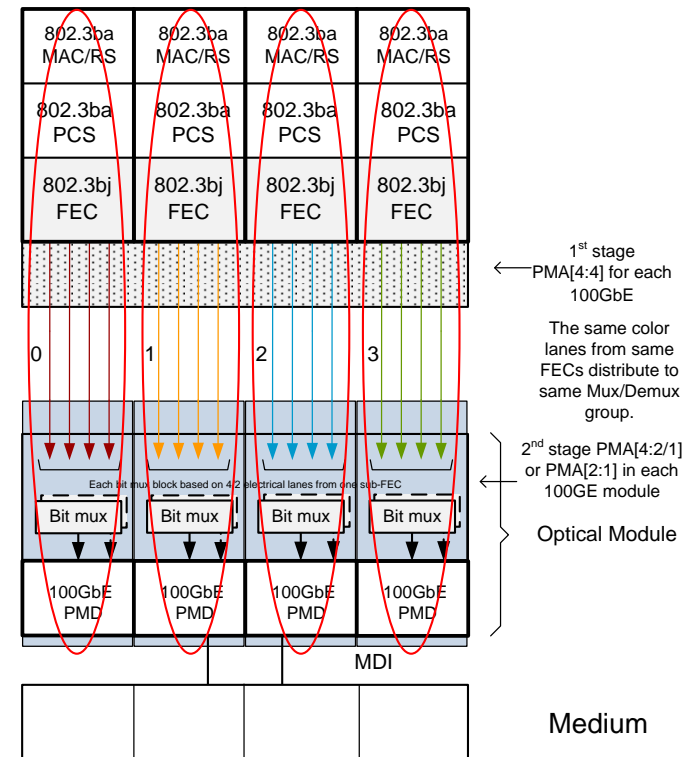 802.3ba 802.3ba 802.3ba 802.3ba
MAC/RS MAC/RS MAC/RS MAC/RS
802.3ba 802.3ba 802.3ba 802.3ba
PCS PCS PCS PCS
802.3bj 802.3bj 802.3bj 802.3bj
FEC FEC FEC FEC
1st stage
PMA[4:4] for each
100GbE
0 1 2 3
The same color
lanes from same
FECs distribute to
same Mux/Demux
group.
2nd stage PMA[4:2/1]
or PMA[2:1] in each
100GE module
Each bit mux block based on 4/2 electrical lanes from one sub-FEC
Bit mux Bit mux Bit mux Bit mux
Optical Module
100GbE 100GbE 100GbE 100GbE
PMD PMD PMD PMD
MDI
Medium